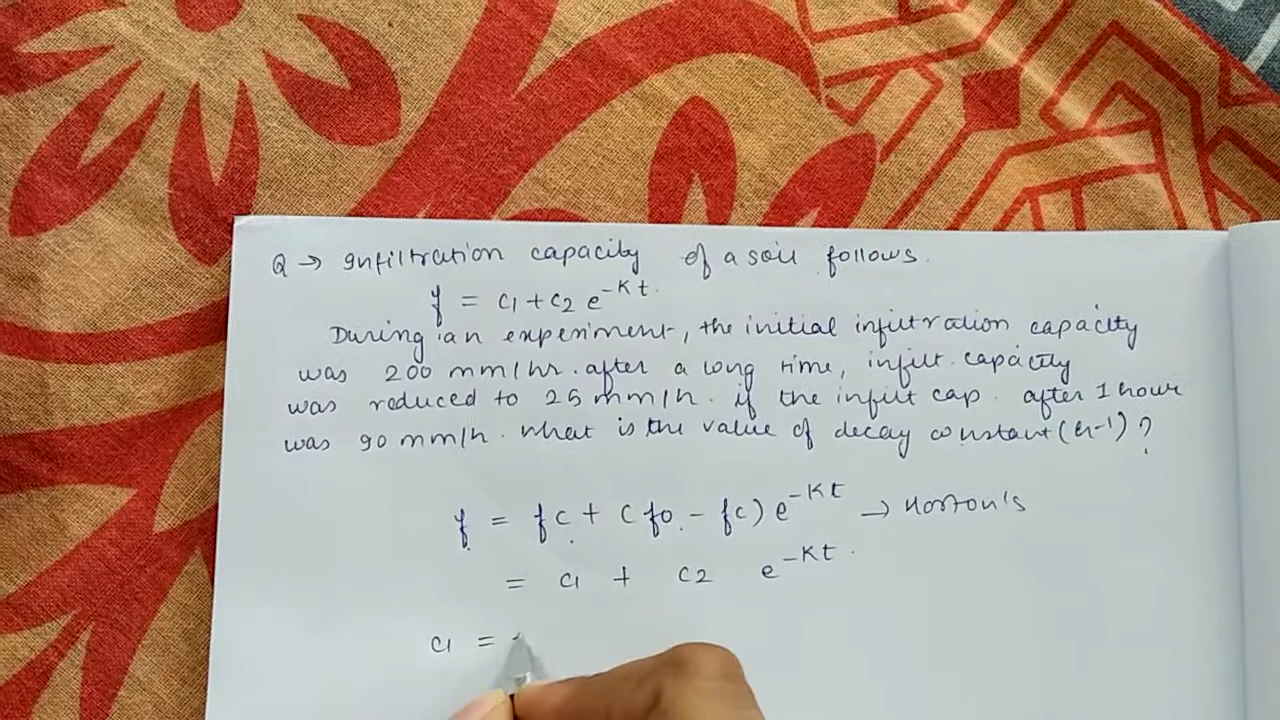 Q → Infiltration capacity of a soil follows.
f = c1 + c2 e^-Kt.
During an experiment, the initial infiltration capacity
was 200 mm/hr. after a long time, infilt. capacity
was reduced to 25 mm/h. if the infilt cap. after 1 hour
was 90 mm/h. what is the value of decay constant (h-1) ?
f = fc + (fo - fc) e^-Kt → Horton's
= c1 + c2 e^-Kt.
c1 =